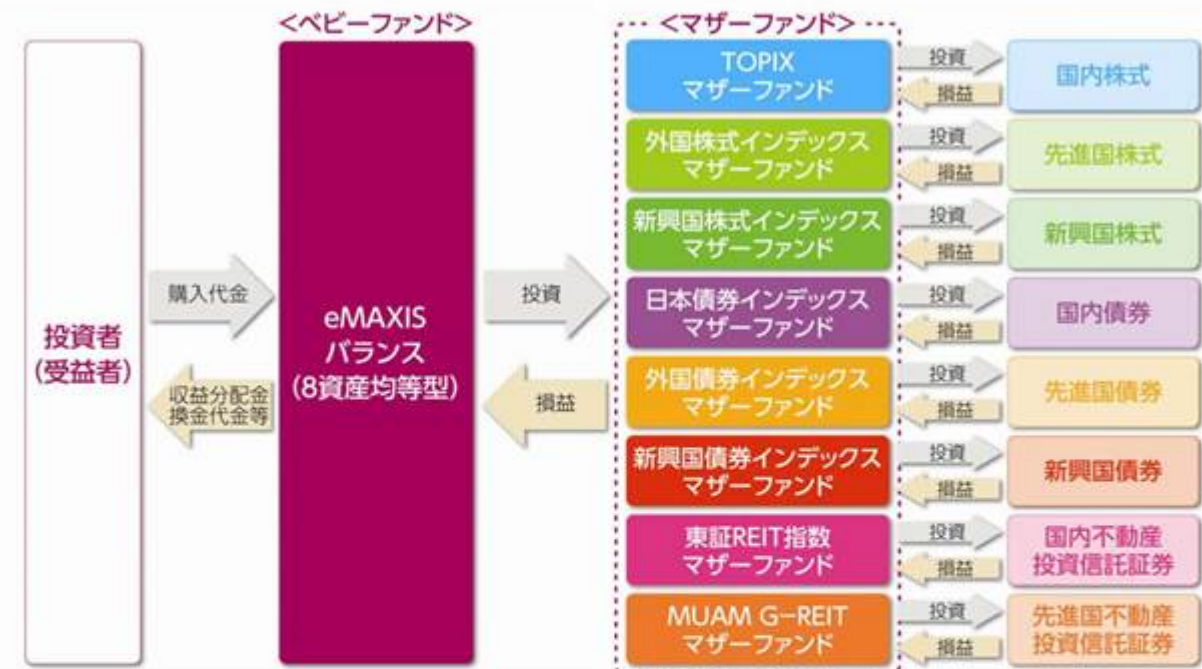 <ベビーファンド>
<マザーファンド>
投資者
(受益者)
購入代金
収益分配金
換金代金等
eMAXIS
バランス
(8資産均等型)
投資
損益
TOPIX
マザーファンド
投資
損益
国内株式
外国株式インデックス
マザーファンド
投資
損益
先進国株式
新興国株式インデックス
マザーファンド
投資
損益
新興国株式
日本債券インデックス
マザーファンド
投資
損益
国内債券
外国債券インデックス
マザーファンド
投資
損益
先進国債券
新興国債券インデックス
マザーファンド
投資
損益
新興国債券
東証REIT指数
マザーファンド
投資
損益
国内不動産
投資信託証券
MUAM G-REIT
マザーファンド
投資
損益
先進国不動産
投資信託証券